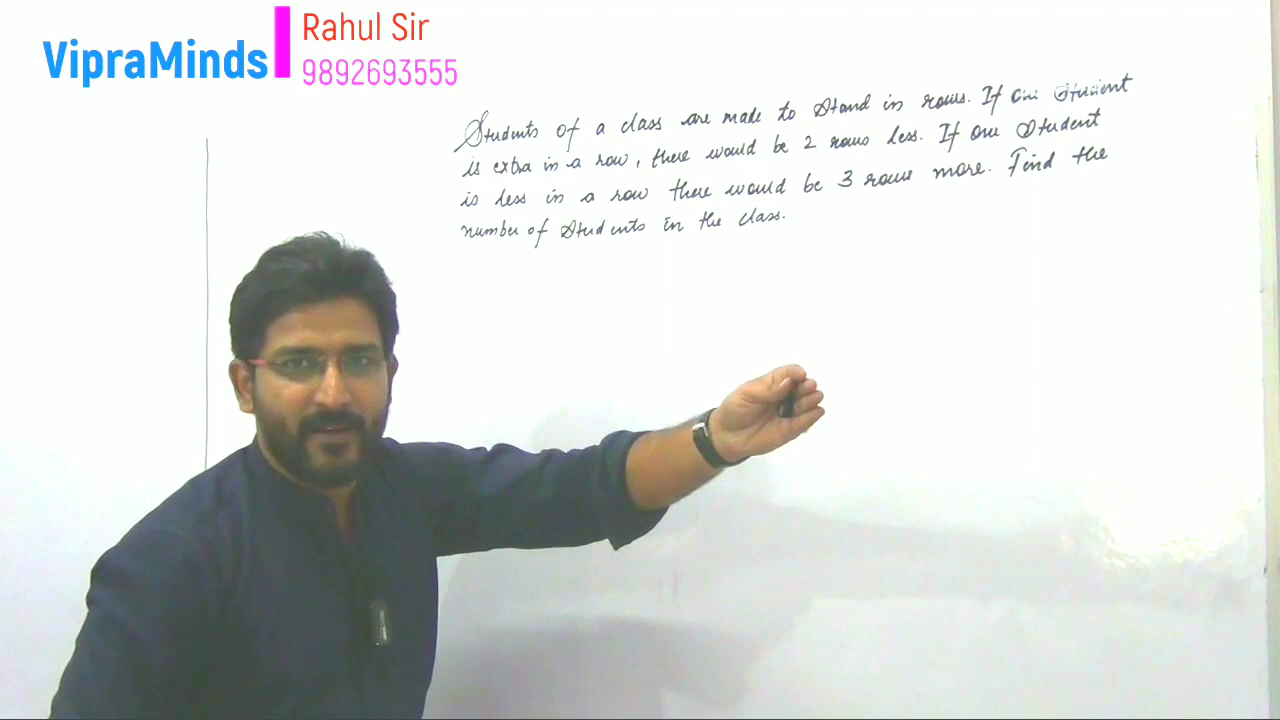 VipraMinds
Rahul Sir
9892693555
Students of a class are made to stand in rows. If one student
is extra in a row, there would be 2 rows less. If one student
is less in a row there would be 3 rows more. Find the
number of students in the class.